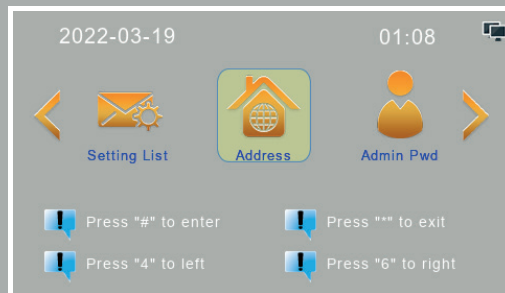 2022-03-19 01:08
Setting List Address Admin Pwd
Press "#" to enter Press "*" to exit
Press "4" to left Press "6" to right